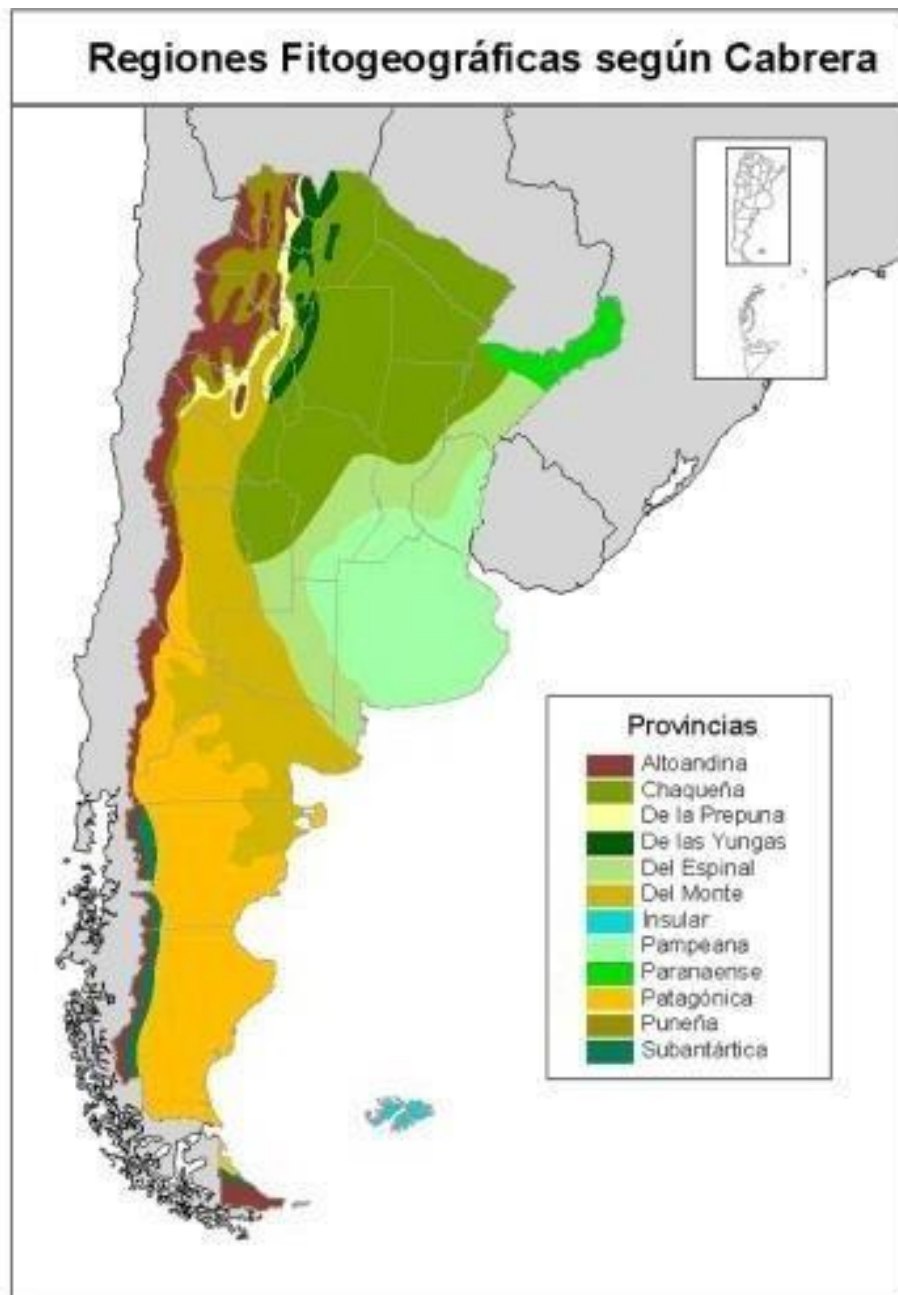 Regiones Fitogeográficas según Cabrera
Provincias
Altoandina
Chaqueña
De la Prepuna
De las Yungas
Del Espinal
Del Monte
Insular
Pampeana
Paranaense
Patagónica
Puneña
Subantártica